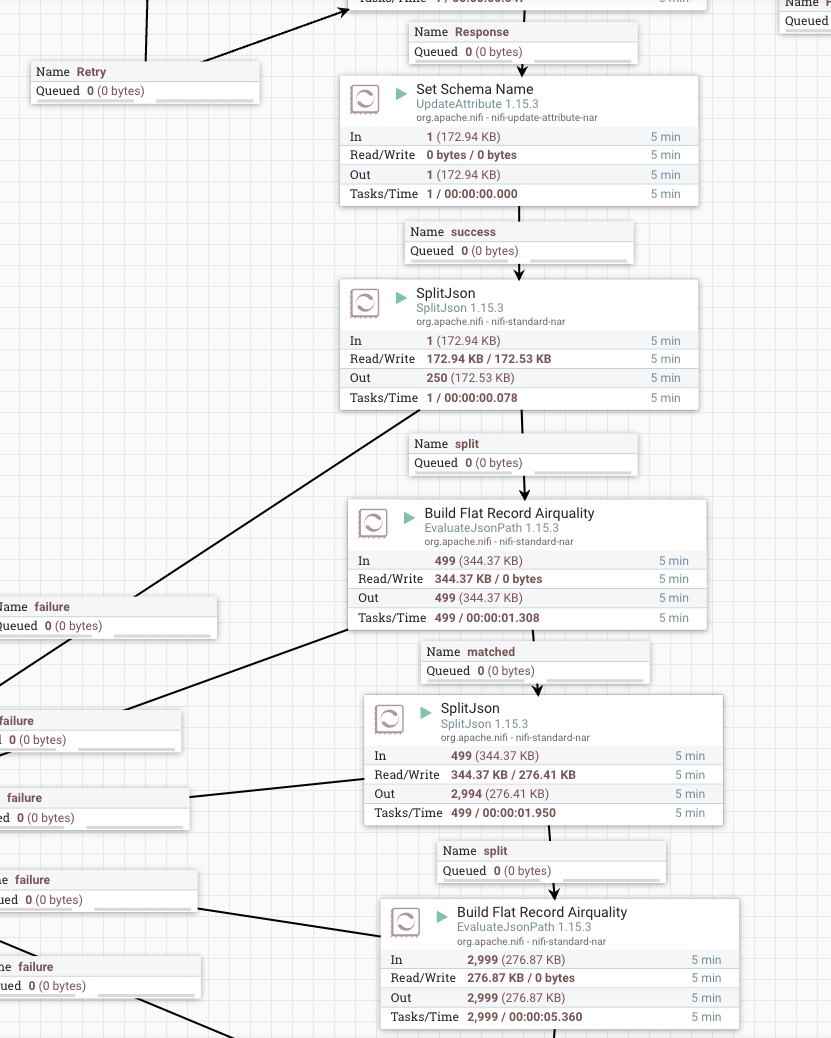 Name Response
Queued 0 (0 bytes)
Name
Queued
Name Retry
Queued 0 (0 bytes)
Set Schema Name
UpdateAttribute 1.15.3
org.apache.nifi - nifi-update-attribute-nar
In 1 (172.94 KB) 5 min
Read/Write 0 bytes / 0 bytes 5 min
Out 1 (172.94 KB) 5 min
Tasks/Time 1 / 00:00:00.000 5 min
Name success
Queued 0 (0 bytes)
SplitJson
SplitJson 1.15.3
org.apache.nifi - nifi-standard-nar
In 1 (172.94 KB) 5 min
Read/Write 172.94 KB / 172.53 KB 5 min
Out 250 (172.53 KB) 5 min
Tasks/Time 1 / 00:00:00.078 5 min
Name split
Queued 0 (0 bytes)
Build Flat Record Airquality
EvaluateJsonPath 1.15.3
org.apache.nifi - nifi-standard-nar
In 499 (344.37 KB) 5 min
Read/Write 344.37 KB / 0 bytes 5 min
Out 499 (344.37 KB) 5 min
Tasks/Time 499 / 00:00:01.308 5 min
Name failure
Queued 0 (0 bytes)
Name matched
Queued 0 (0 bytes)
failure
0 (0 bytes)
SplitJson
SplitJson 1.15.3
org.apache.nifi - nifi-standard-nar
In 499 (344.37 KB) 5 min
Read/Write 344.37 KB / 276.41 KB 5 min
Out 2,994 (276.41 KB) 5 min
Tasks/Time 499 / 00:00:01.950 5 min
failure
ed 0 (0 bytes)
Name split
Queued 0 (0 bytes)
e failure
ued 0 (0 bytes)
Build Flat Record Airquality
EvaluateJsonPath 1.15.3
org.apache.nifi - nifi-standard-nar
In 2,999 (276.87 KB) 5 min
Read/Write 276.87 KB / 0 bytes 5 min
Out 2,999 (276.87 KB) 5 min
Tasks/Time 2,999 / 00:00:05.360 5 min
ne failure
ued 0 (0 bytes)